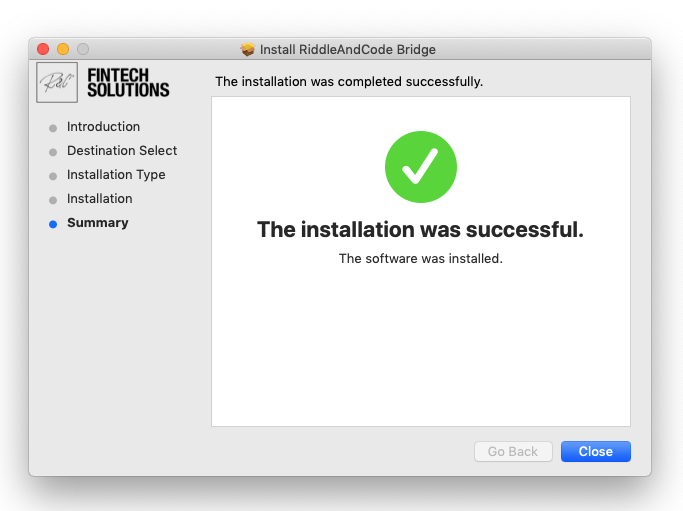 Install RiddleAndCode Bridge
R&C
FINTECH
SOLUTIONS
The installation was completed successfully.
Introduction
Destination Select
Installation Type
Installation
Summary
The installation was successful.
The software was installed.
Go Back
Close